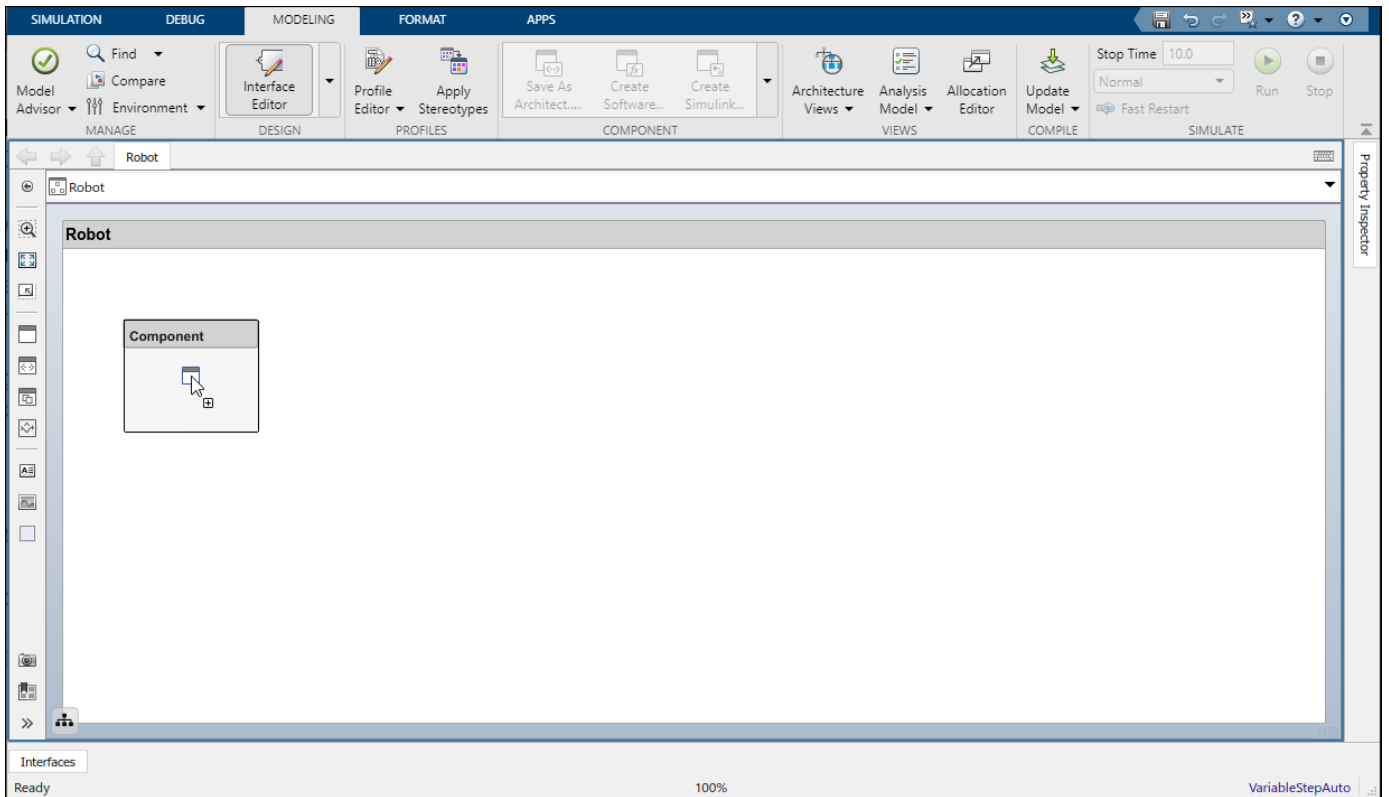 SIMULATION DEBUG MODELING FORMAT APPS
Find
Compare
Environment
Model
Advisor
MANAGE
Interface
Editor
DESIGN
Profile
Editor
Apply
Stereotypes
PROFILES
Save As
Architect.....
Create
Software...
Create
Simulink...
COMPONENT
Architecture
Views
Analysis
Model
Allocation
Editor
VIEWS
Update
Model
COMPILE
Stop Time 10.0
Normal
Fast Restart
Run
Stop
SIMULATE
Robot
Robot
Robot
Component
Property Inspector
Interfaces
Ready 100% VariableStepAuto